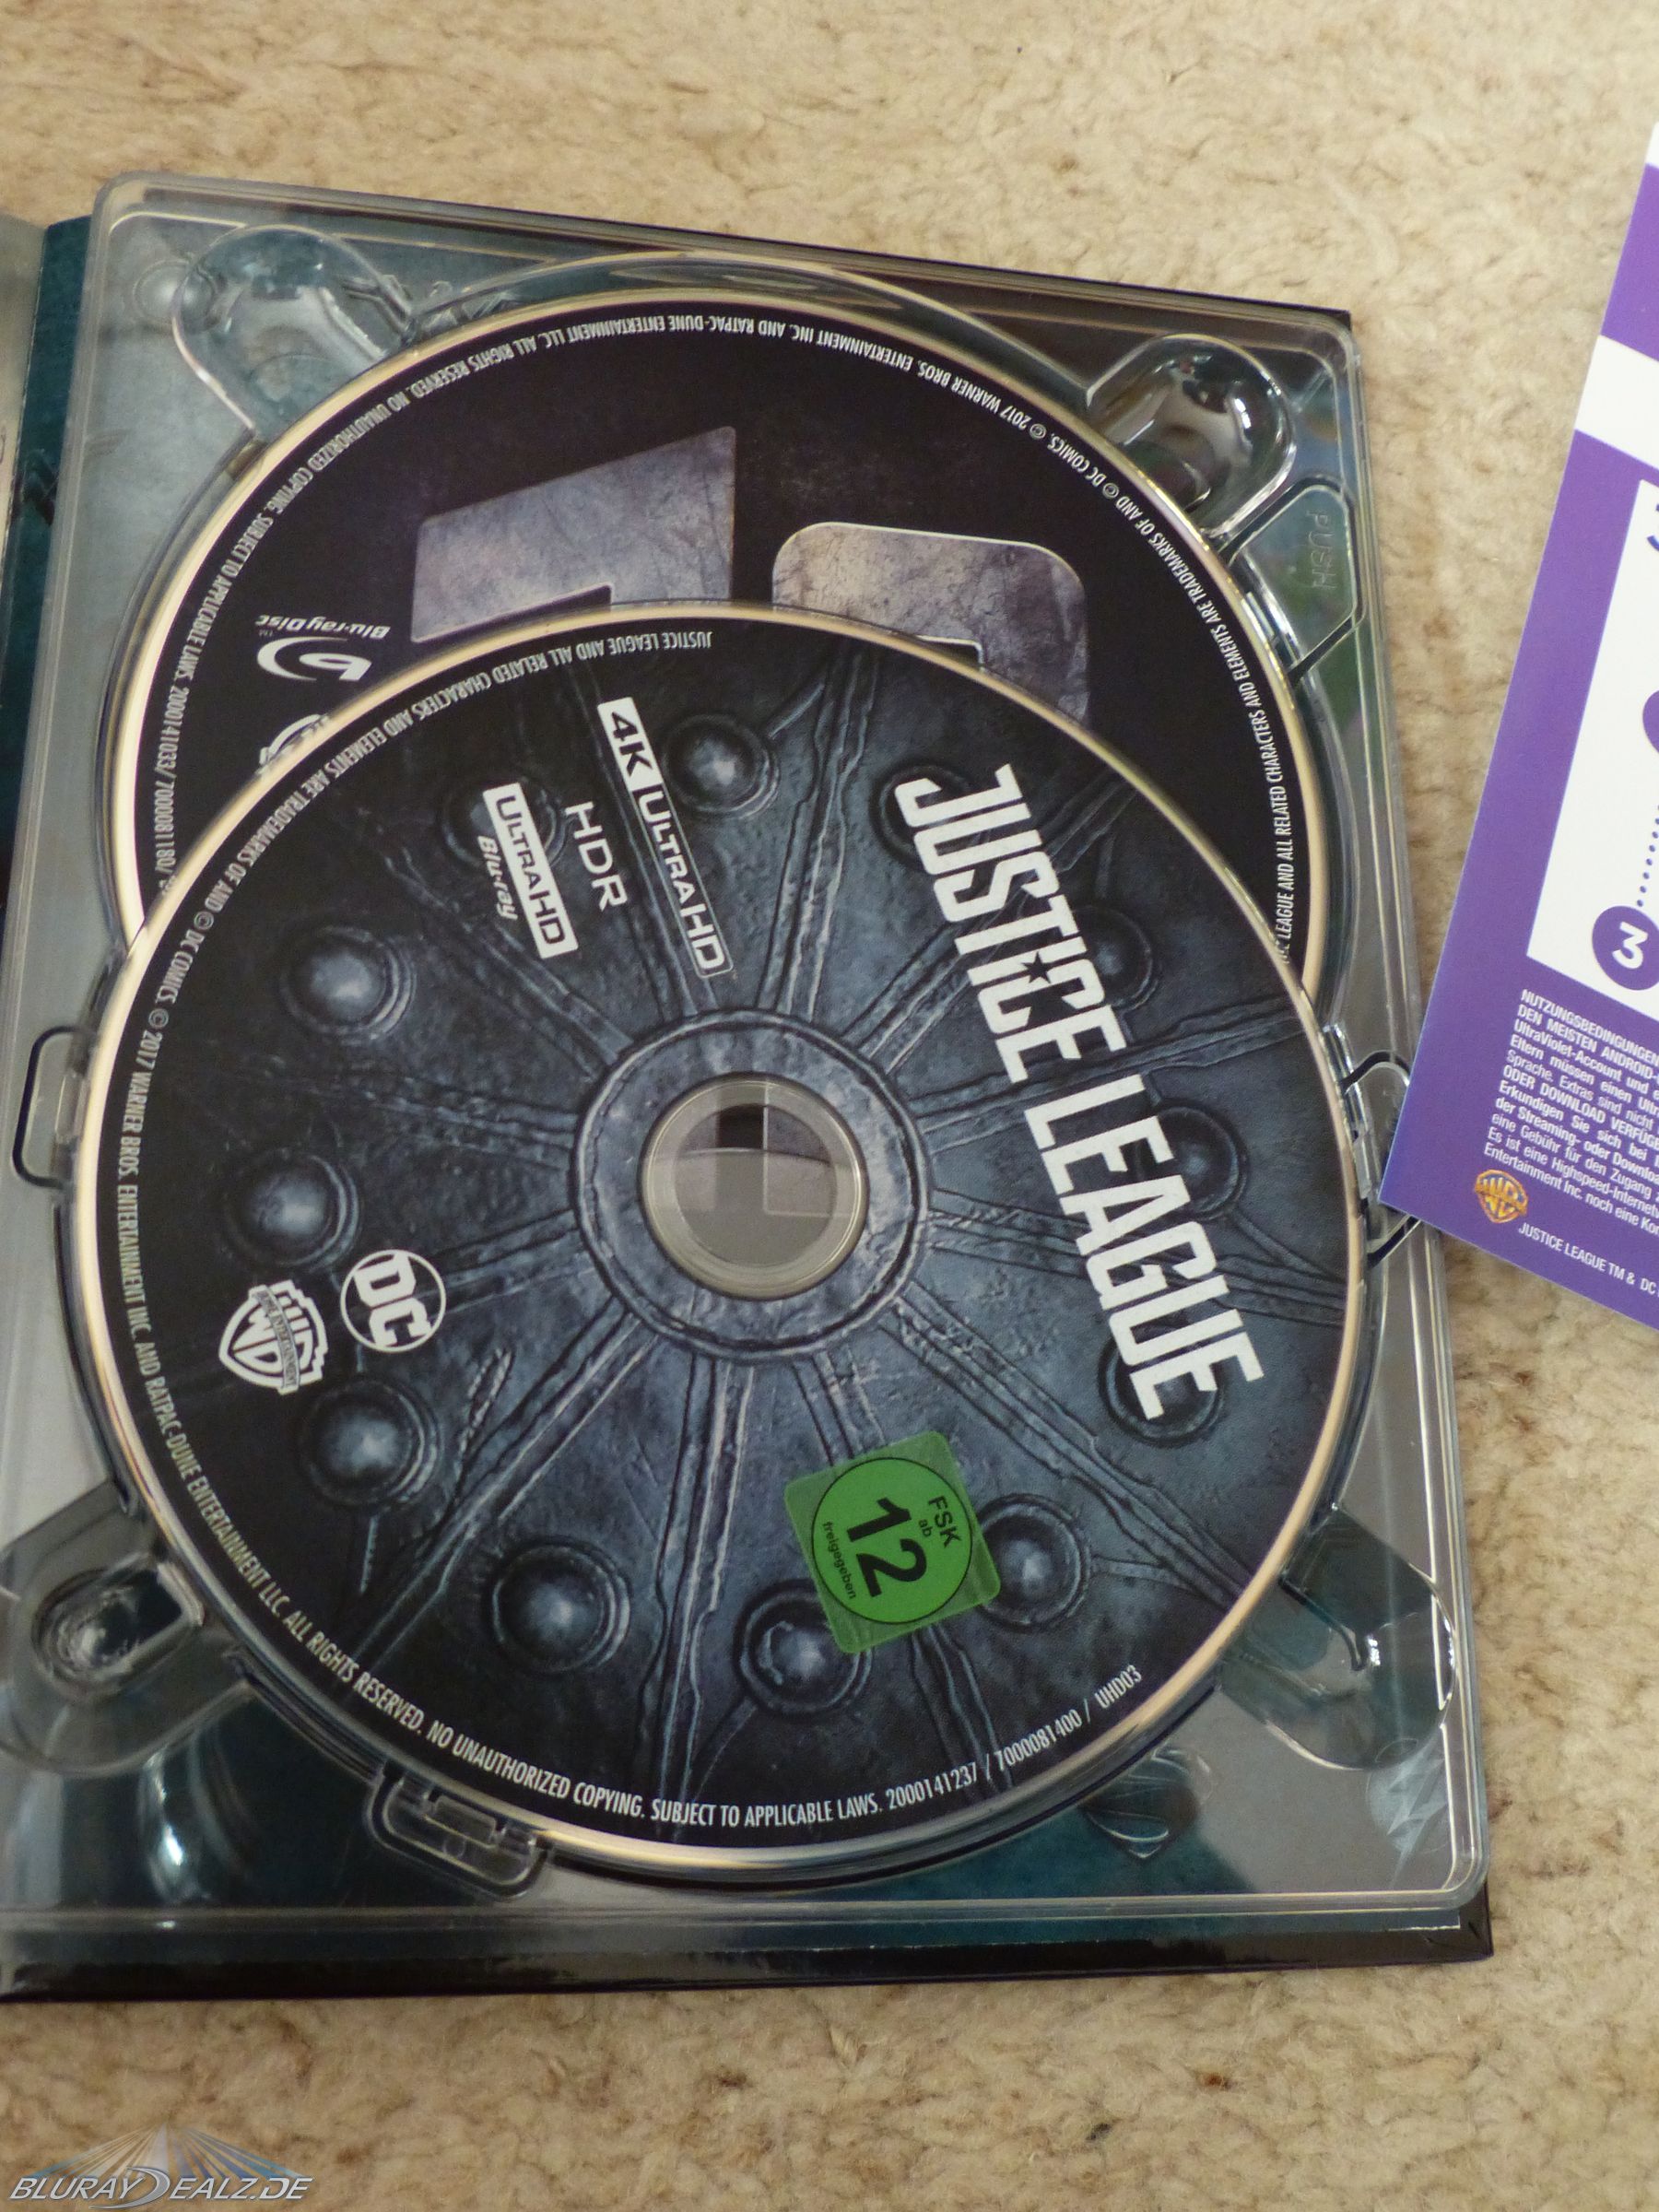 © 2017 WARNER BROS. ENTERTAINMENT INC. AND RATPAC-DUNE ENTERTAINMENT LLC. ALL RIGHTS RESERVED. NO UNAUTHORIZED COPYING. SUBJECT TO APPLICABLE LAWS. 2000141033/ 7000081180/
LEAGUE AND ALL RELATED CHARACTERS AND ELEMENTS ARE TRADEMARKS OF AND © DC COMICS.
Blu-ray Disc
TM
PUSH
JUSTICE LEAGUE
4K ULTRA HD
HDR
ULTRA HD
Blu-ray
DC
WB
FSK
ab
12
freigegeben
JUSTICE LEAGUE AND ALL RELATED CHARACTERS AND ELEMENTS ARE TRADEMARKS OF AND © DC COMICS. © 2017 WARNER BROS. ENTERTAINMENT INC. AND RATPAC-DUNE ENTERTAINMENT LLC. ALL RIGHTS RESERVED. NO UNAUTHORIZED COPYING. SUBJECT TO APPLICABLE LAWS. 2000141237 / 7000081400 / UHD03
3
NUTZUNGSBEDINGUNGEN
DEN MEISTEN ANDROID-
UltraViolet-Account und
Eltern müssen einen
Sprache. Extras sind nicht
ODER DOWNLOAD
Erkundigen Sie sich bei
der Streaming- oder
eine Gebühr für den Zugang
Es ist eine Highspeed-
Entertainment Inc. noch eine
JUSTICE LEAGUE TM & DC
BLURAYDEALZ.DE